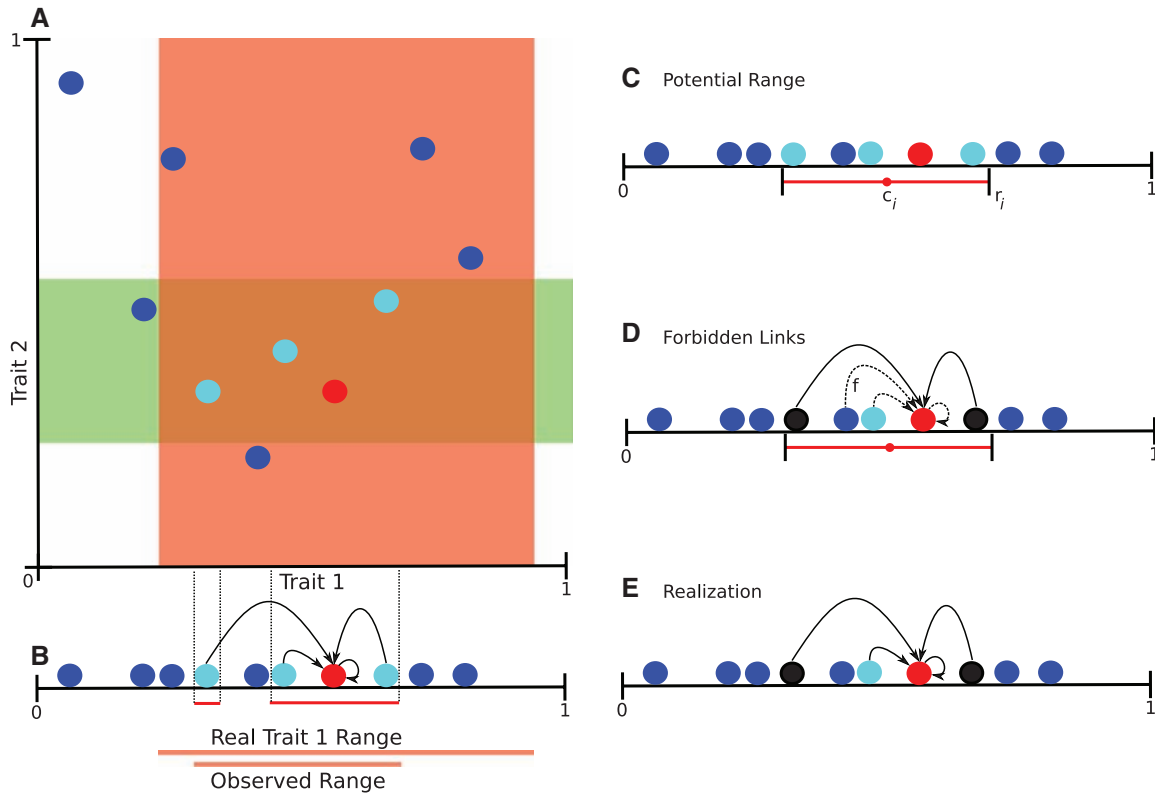 A
1
Trait 2
0
Trait 1
1
B
0
1
Real Trait 1 Range
Observed Range
C Potential Range
0
c i
r i
1
D Forbidden Links
f
0
1
E Realization
0
1